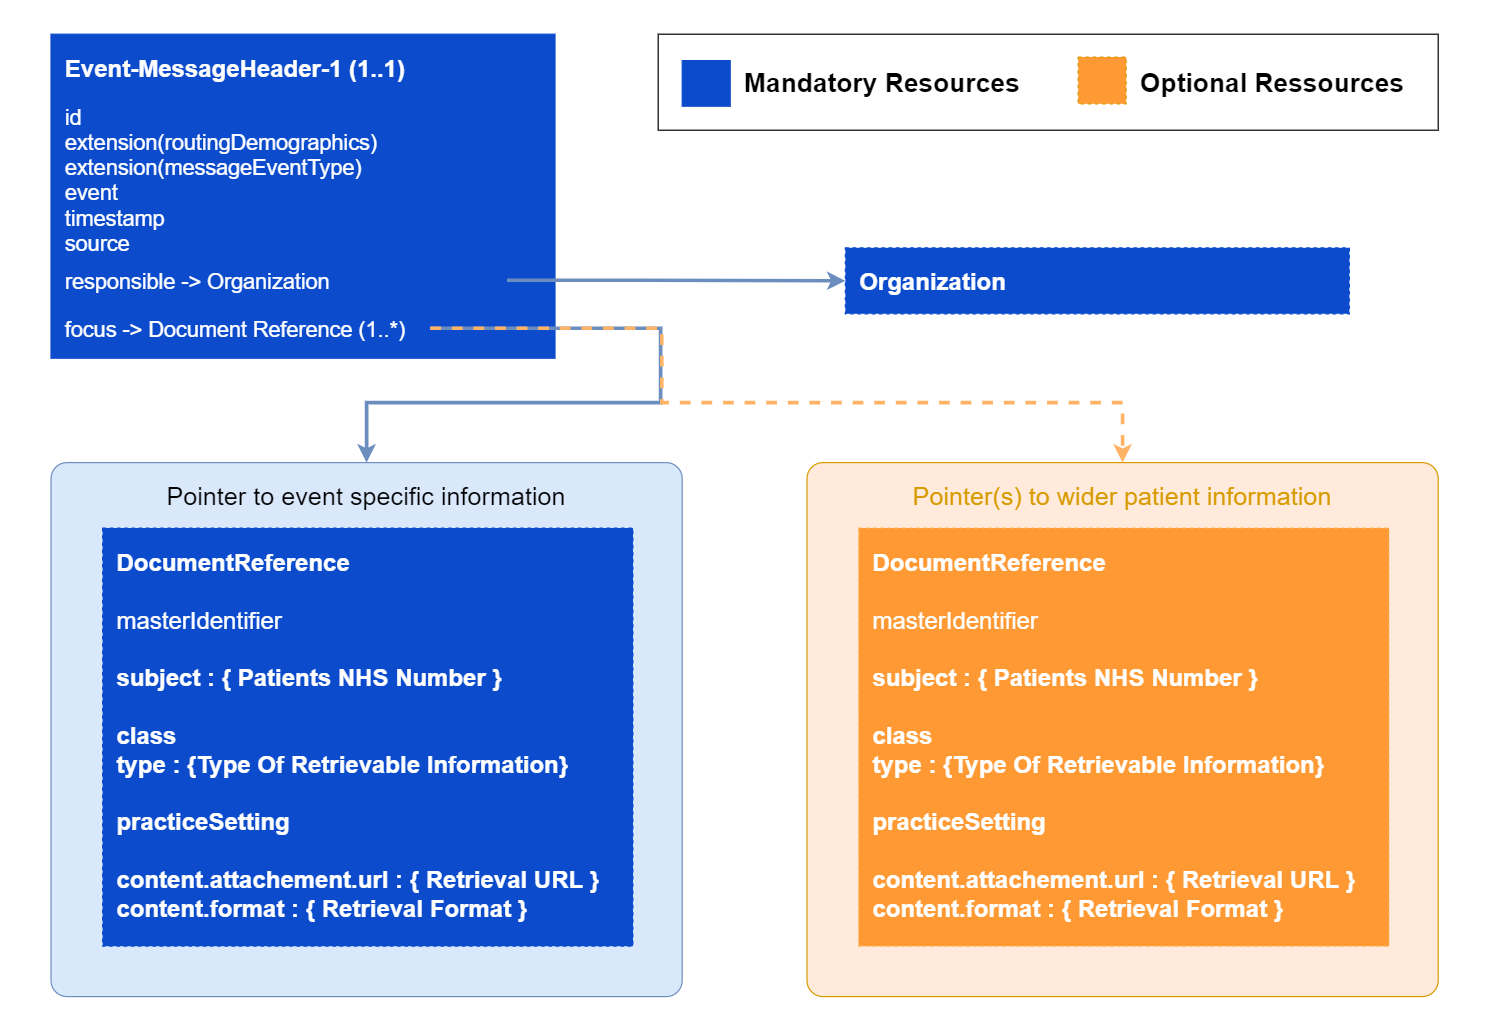 Event-MessageHeader-1 (1..1)
id
extension(routingDemographics)
extension(messageEventType)
event
timestamp
source
responsible -> Organization
focus -> Document Reference (1..*)
Mandatory Resources
Optional Ressources
Organization
Pointer to event specific information
DocumentReference
masterIdentifier
subject : { Patients NHS Number }
class
type : {Type Of Retrievable Information}
practiceSetting
content.attachement.url : { Retrieval URL }
content.format : { Retrieval Format }
Pointer(s) to wider patient information
DocumentReference
masterIdentifier
subject : { Patients NHS Number }
class
type : {Type Of Retrievable Information}
practiceSetting
content.attachement.url : { Retrieval URL }
content.format : { Retrieval Format }